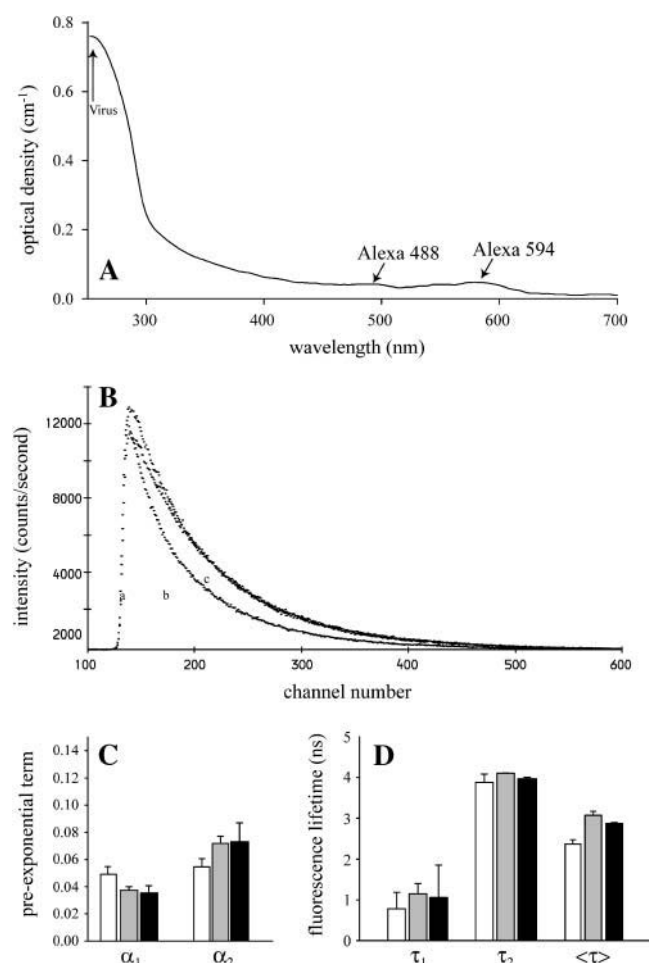 0.8
0.6
0.4
0.2
0.0
optical density (cm⁻¹)
Virus
A
Alexa 488
Alexa 594
300
400
500
600
700
wavelength (nm)
B
12000
8000
4000
2000
intensity (counts/second)
a
b
c
100
200
300
400
500
600
channel number
C
0.14
0.12
0.10
0.08
0.06
0.04
0.02
0.00
pre-exponential term
α₁
α₂
D
5
4
3
2
1
0
fluorescence lifetime (ns)
τ₁
τ₂
<τ>